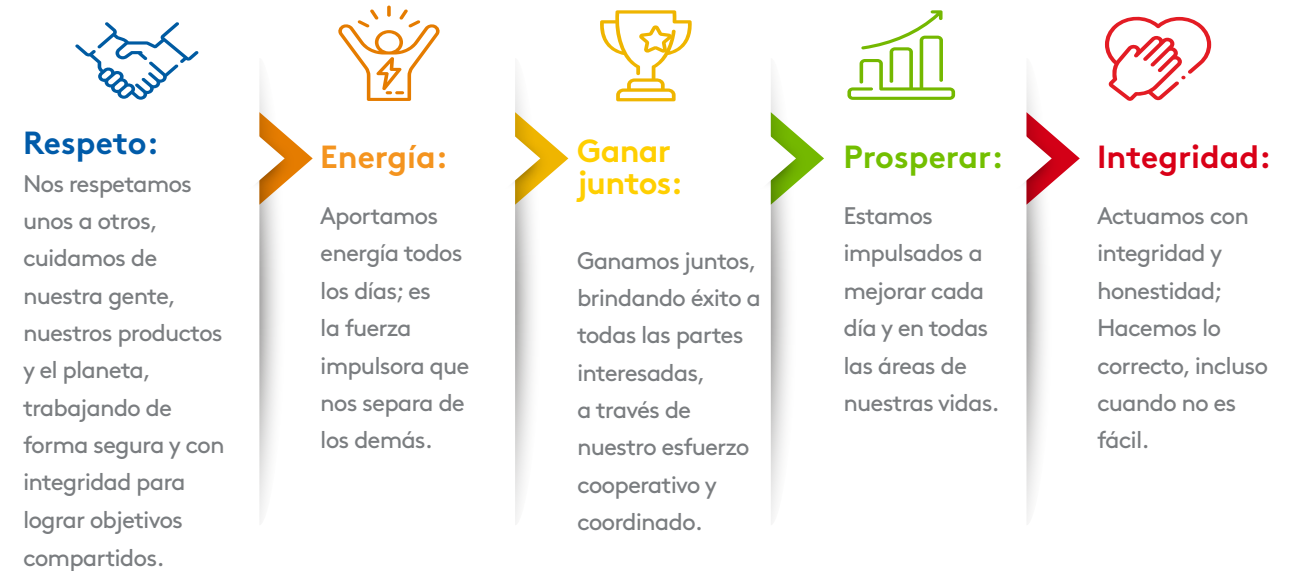 Respeto:
Nos respetamos
unos a otros,
cuidamos de
nuestra gente,
nuestros productos
y el planeta,
trabajando de
forma segura y con
integridad para
lograr objetivos
compartidos.
Energía:
Aportamos
energía todos
los días; es
la fuerza
impulsora que
nos separa de
los demás.
Ganar
juntos:
Ganamos juntos,
brindando éxito a
todas las partes
interesadas,
a través de
nuestro esfuerzo
cooperativo y
coordinado.
Prosperar:
Estamos
impulsados a
mejorar cada
día y en todas
las áreas de
nuestras vidas.
Integridad:
Actuamos con
integridad y
honestidad;
Hacemos lo
correcto, incluso
cuando no es
fácil.